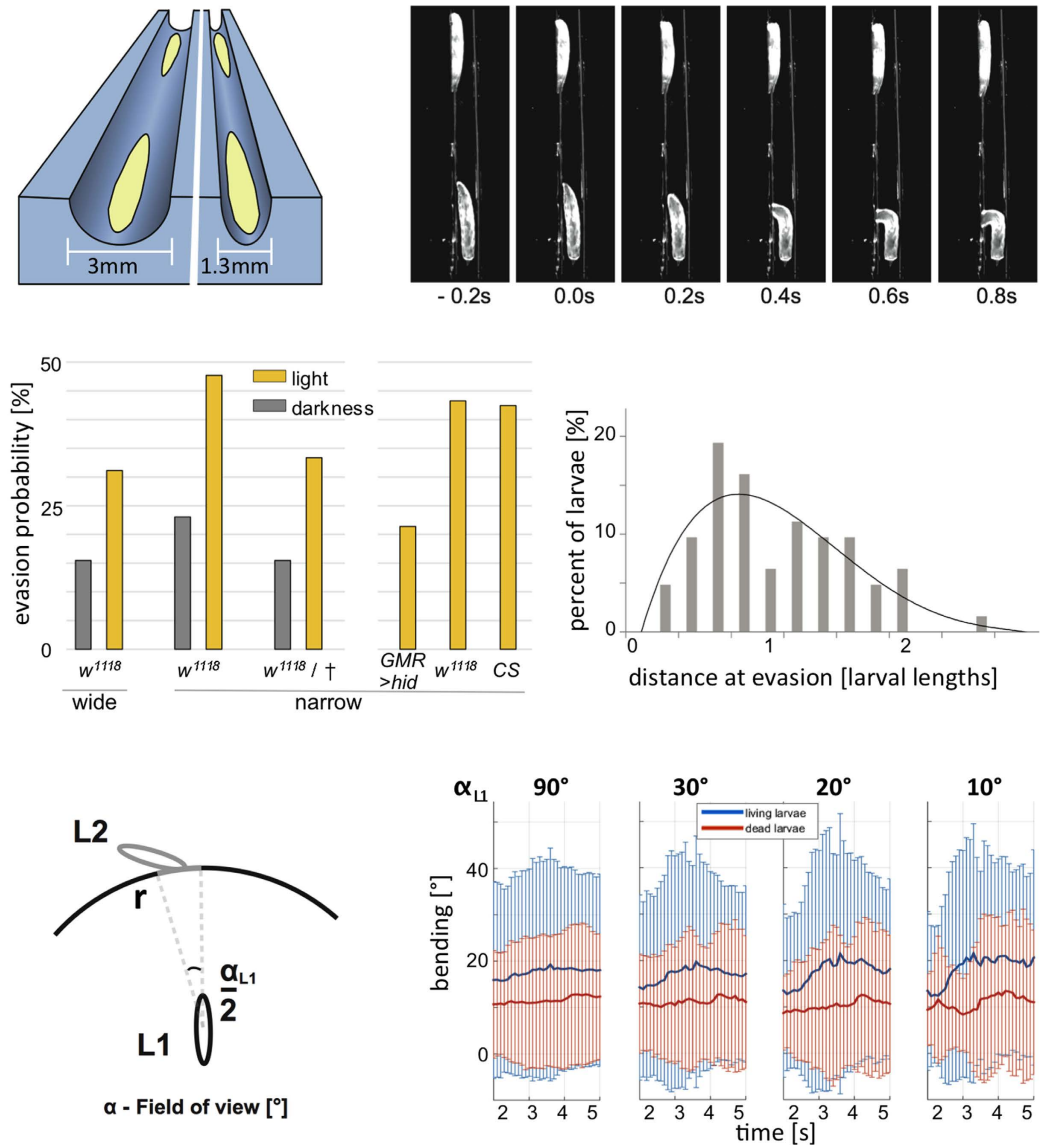 3mm
1.3mm
- 0.2s
0.0s
0.2s
0.4s
0.6s
0.8s
evasion probability [%]
50
25
0
light
darkness
w1118
w1118
w1118 / †
GMR
>hid
w1118
CS
wide
narrow
percent of larvae [%]
20
10
0
0
1
2
distance at evasion [larval lengths]
L2
r
αL1
2
L1
α - Field of view [°]
αL1
90°
30°
20°
10°
living larvae
dead larvae
bending [°]
40
20
0
2 3 4 5
2 3 4 5
2 3 4 5
2 3 4 5
time [s]